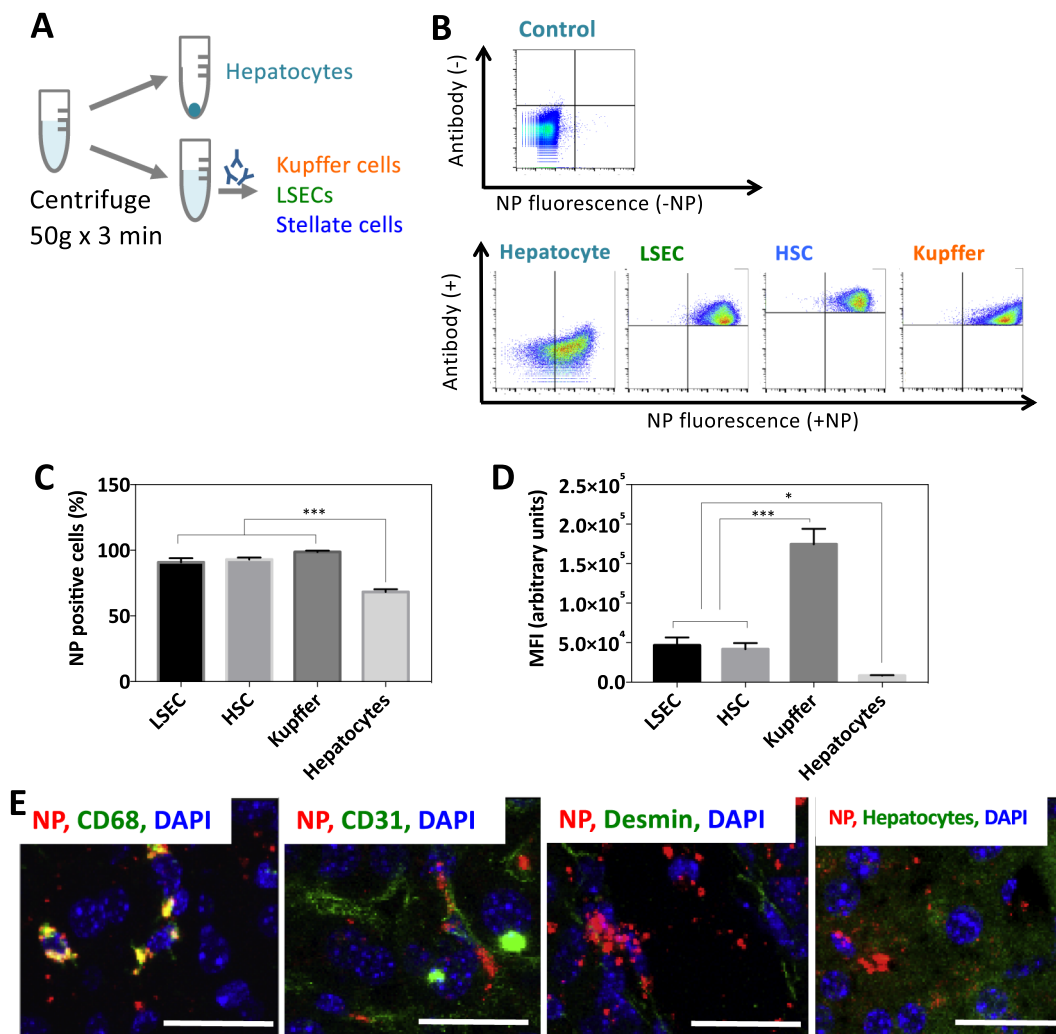 A
Hepatocytes
Kupffer cells
LSECs
Stellate cells
Centrifuge
50g x 3 min
B
Control
Antibody (-)
NP fluorescence (-NP)
Hepatocyte
LSEC
HSC
Kupffer
Antibody (+)
NP fluorescence (+NP)
C
NP positive cells (%)
150
100
50
0
***
LSEC
HSC
Kupffer
Hepatocytes
D
MFI (arbitrary units)
2.5×10⁵
2.0×10⁵
1.5×10⁵
1.0×10⁵
5.0×10⁴
0.0
*
***
LSEC
HSC
Kupffer
Hepatocytes
E
NP, CD68, DAPI
NP, CD31, DAPI
NP, Desmin, DAPI
NP, Hepatocytes, DAPI